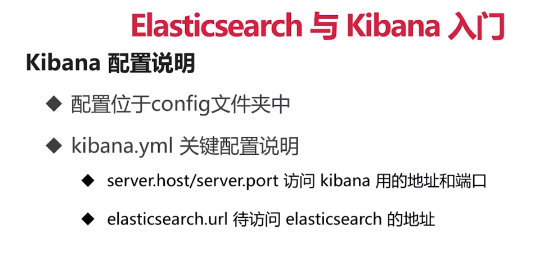 Elasticsearch 与 Kibana 入门
Kibana 配置说明
◆ 配置位于config文件夹中
◆ kibana.yml 关键配置说明
◆ server.host/server.port 访问 kibana 用的地址和端口
◆ elasticsearch.url 待访问 elasticsearch 的地址